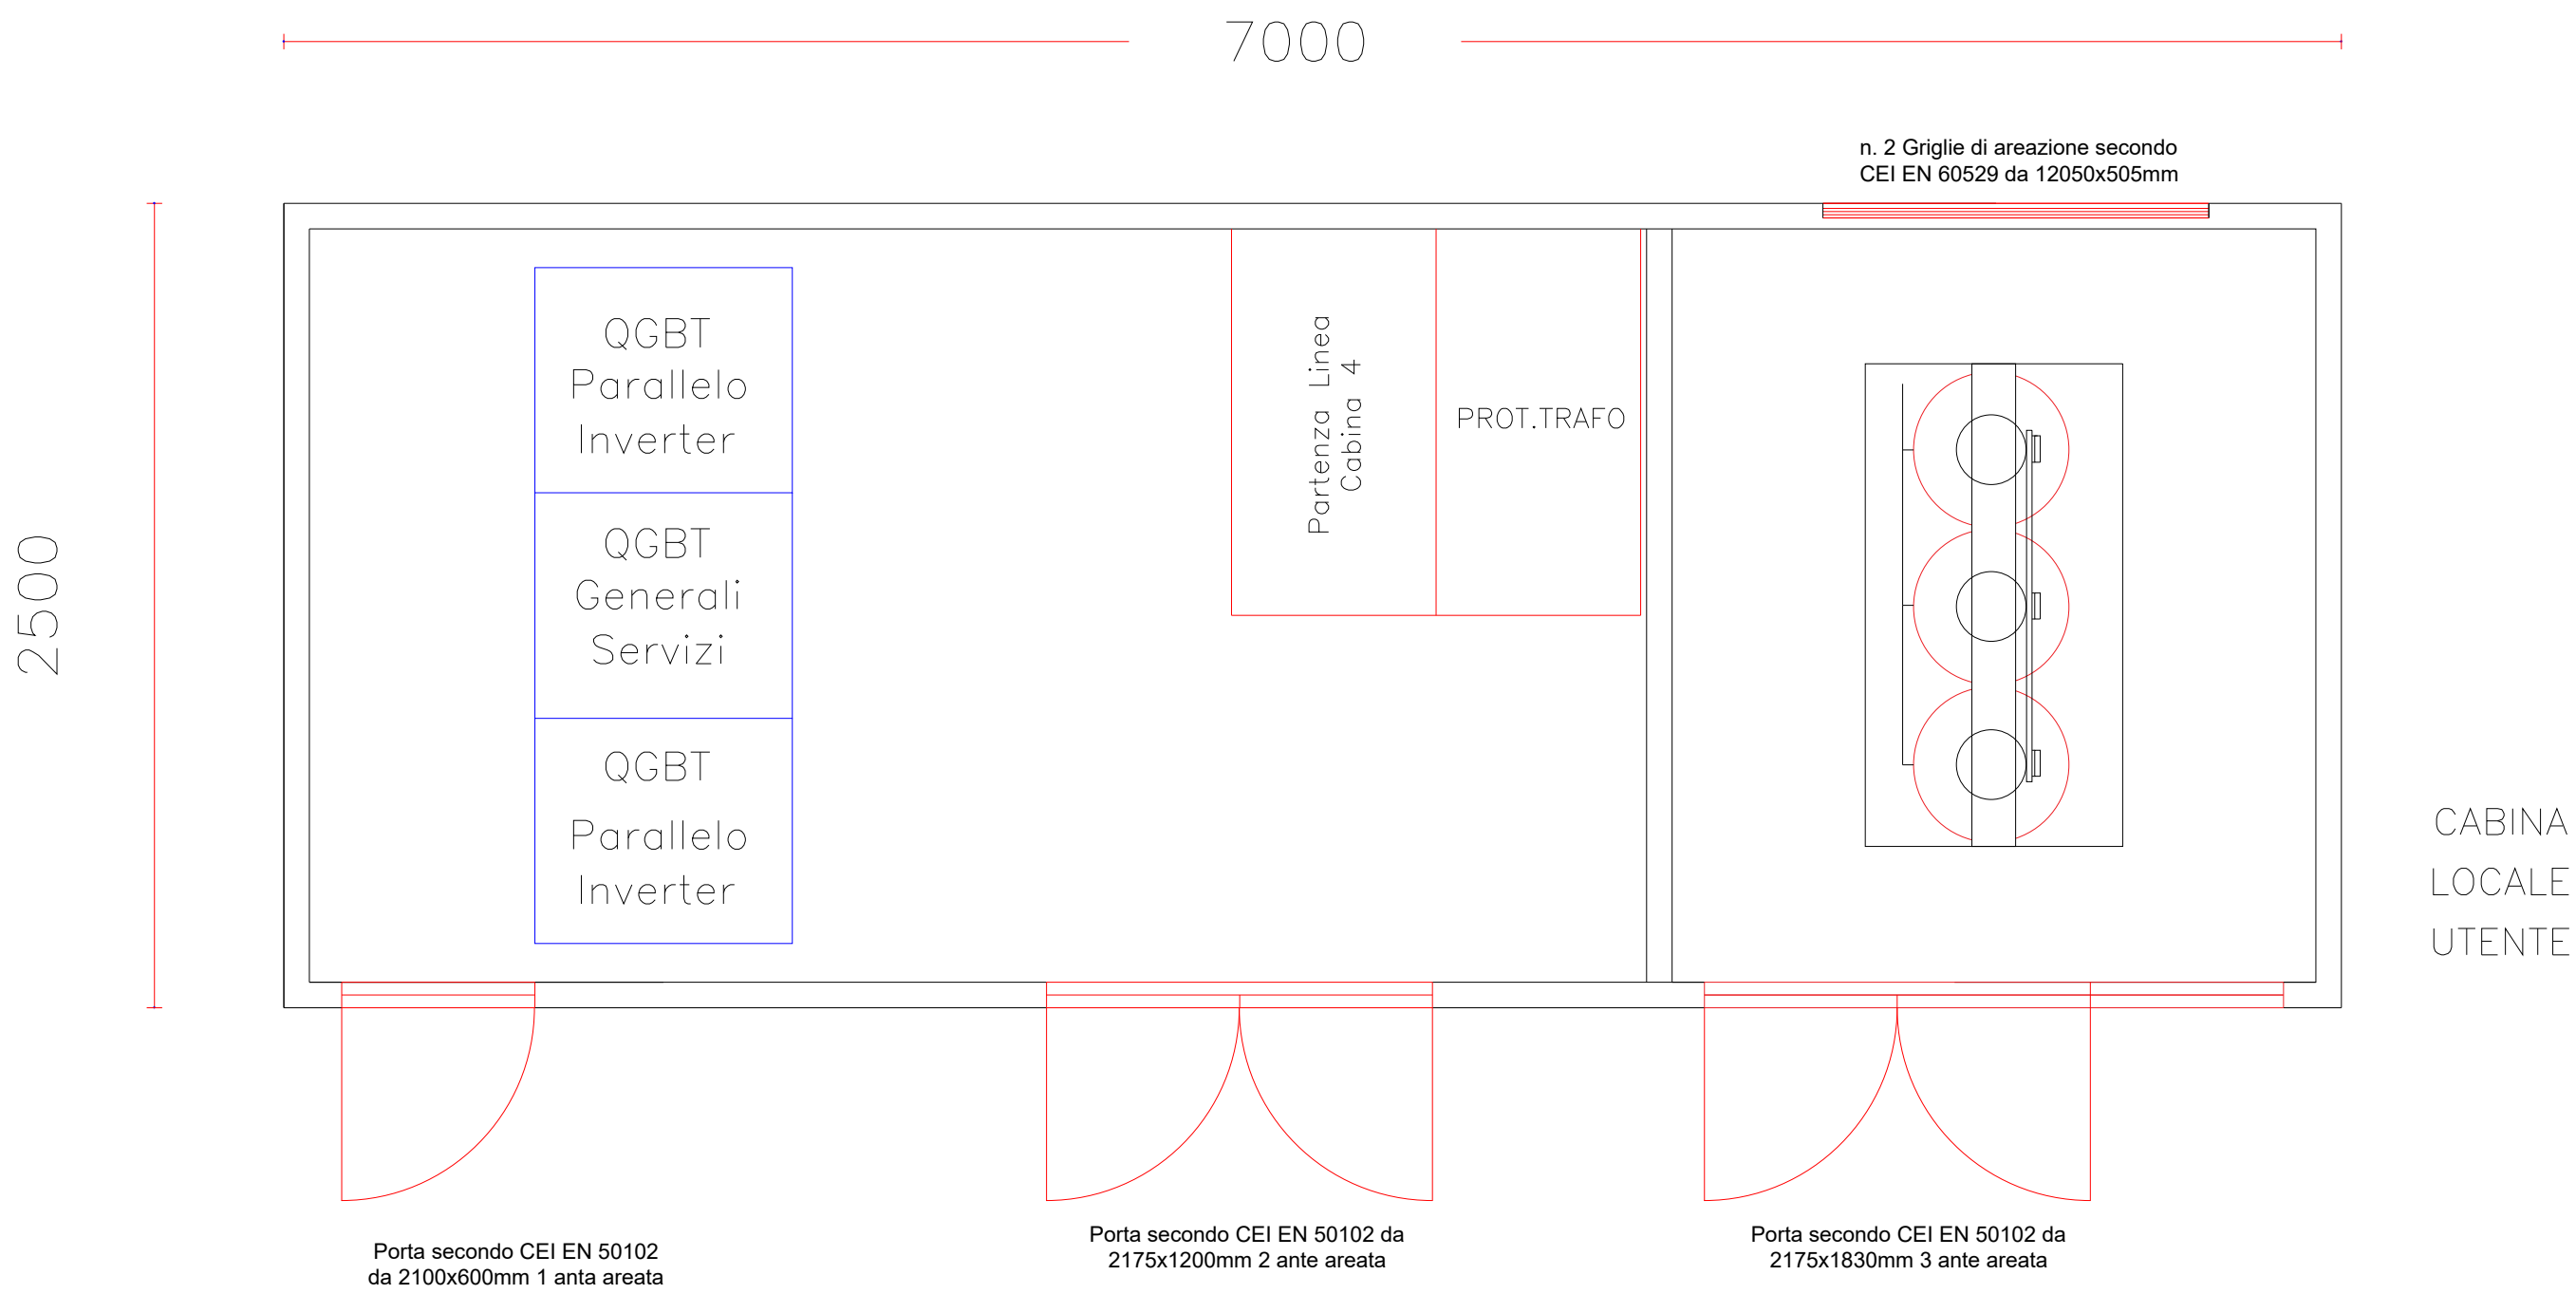 7000
n. 2 Griglie di areazione secondo
CEI EN 60529 da 12050x505mm
2500
QGBT
Parallelo
Inverter
QGBT
Generali
Servizi
QGBT
Parallelo
Inverter
Partenza Linea
Cabina 4
PROT.TRAFO
CABINA
LOCALE
UTENTE
Porta secondo CEI EN 50102
da 2100x600mm 1 anta areata
Porta secondo CEI EN 50102 da
2175x1200mm 2 ante areata
Porta secondo CEI EN 50102 da
2175x1830mm 3 ante areata